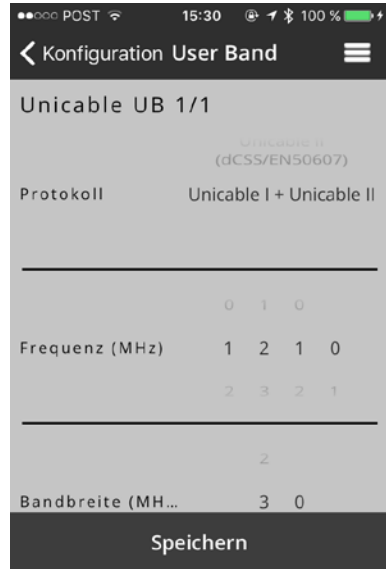 POST 15:30 100 %
Konfiguration User Band
Unicable UB 1/1
Unicable II
(dCSS/EN50607)
Protokoll Unicable I + Unicable II
0 1 0
Frequenz (MHz) 1 2 1 0
2 3 2 1
2
Bandbreite (MH... 3 0
Speichern